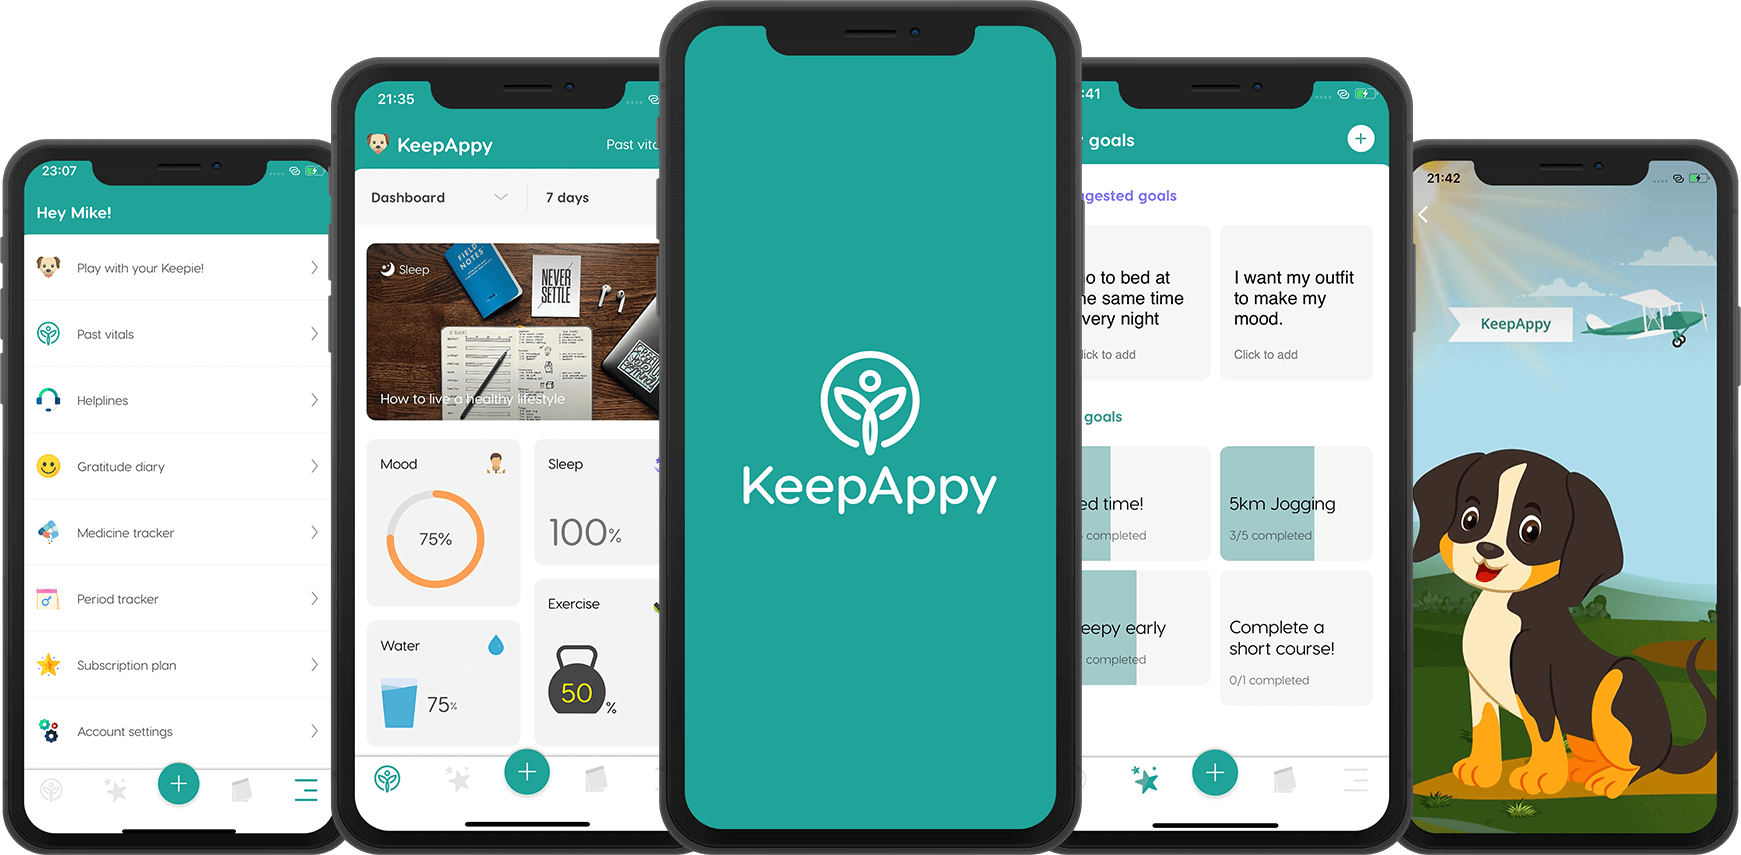 23:07
Hey Mike!
Play with your Keepie!
Past vitals
Helplines
Gratitude diary
Medicine tracker
Period tracker
Subscription plan
Account settings
21:35
KeepAppy
Past vita
Dashboard
7 days
Sleep
FIELD
NOTES
NEVER
SETTLE
How to live a healthy lifestyle
Mood
75%
Sleep
100%
Water
75%
Exercise
50
%
KeepAppy
:41
y goals
gested goals
o to bed at
he same time
very night
lick to add
I want my outfit
to make my
mood.
Click to add
goals
ed time!
completed
5km Jogging
3/5 completed
eepy early
completed
Complete a
short course!
0/1 completed
21:42
KeepAppy